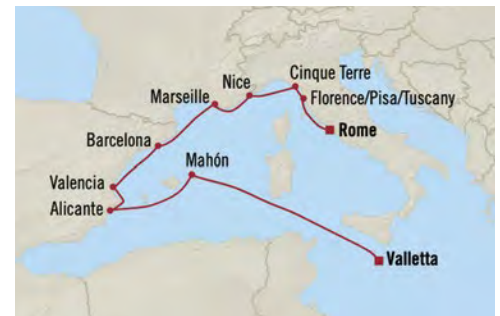 Cinque Terre
Nice
Florence/Pisa/Tuscany
Marseille
Rome
Barcelona
Mahón
Valencia
Alicante
Valletta